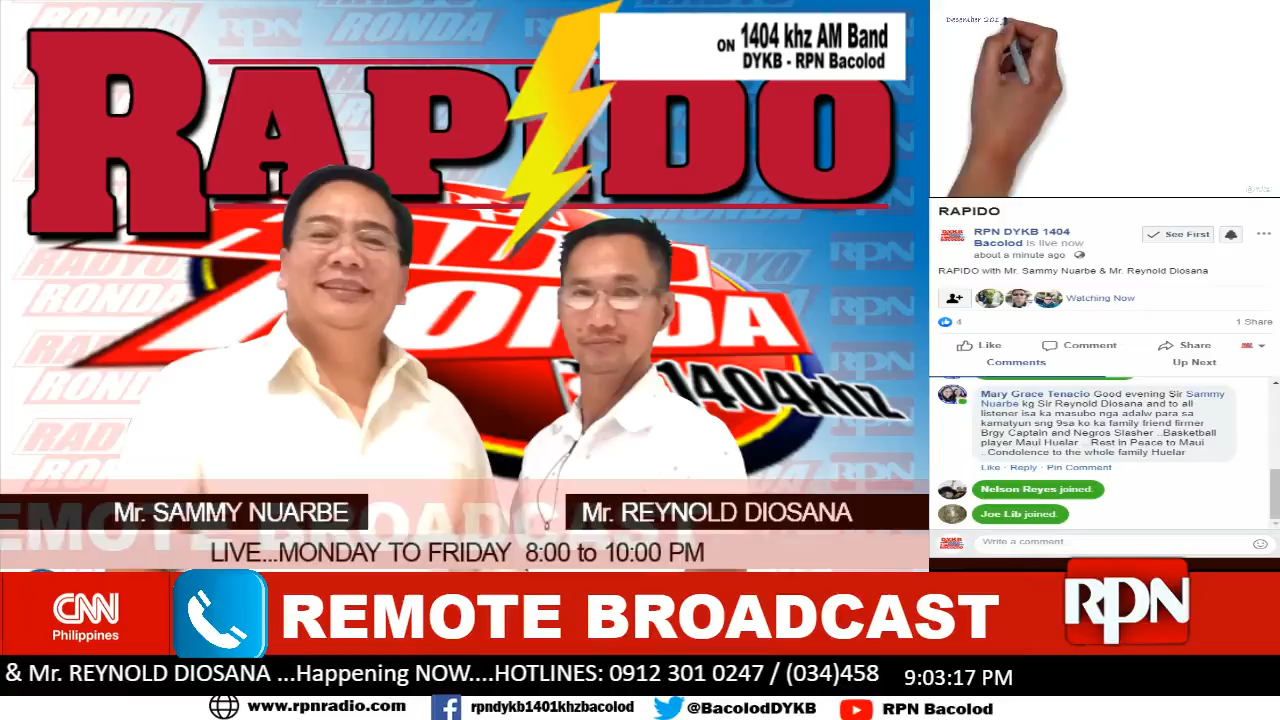 RAPIDO
ON 1404 khz AM Band
DYKB - RPN Bacolod
RONDA
1404khz
Mr. SAMMY NUARBE
Mr. REYNOLD DIOSANA
REMOTE BROADCAST
LIVE...MONDAY TO FRIDAY 8:00 to 10:00 PM
RAPIDO
RPN DYKB 1404
Bacolod is live now
about a minute ago
See First
RAPIDO with Mr. Sammy Nuarbe & Mr. Reynold Diosana
Watching Now
4
1 Share
Like
Comment
Share
Comments
Up Next
Mary Grace Tenacio Good evening Sir Sammy
Nuarbe kg Sir Reynold Diosana and to all
listener isa ka masubo nga adalw para sa
kamatyun sng 9sa ko ka family friend firmer
Brgy Captain and Negros Slasher ..Basketball
player Maui Huelar ...Rest in Peace to Maui
..Condolence to the whole family Huelar
Like · Reply · Pin Comment
Nelson Reyes joined.
Joe Lib joined.
Write a comment
CNN
Philippines
REMOTE BROADCAST
RPN
& Mr. REYNOLD DIOSANA ...Happening NOW....HOTLINES: 0912 301 0247 / (034)458
9:03:17 PM
www.rpnradio.com
rpndykb1401khzbacolod
@BacolodDYKB
RPN Bacolod